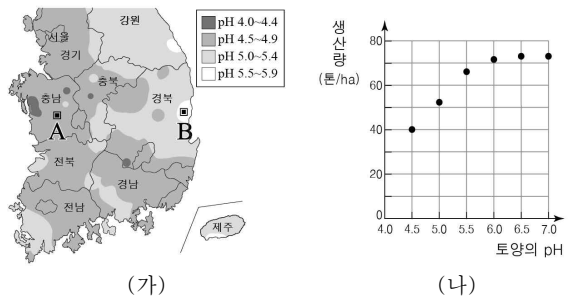 강원
서울
경기
충북
충남
경북
A
B
전북
경남
전남
제주
pH 4.0~4.4
pH 4.5~4.9
pH 5.0~5.4
pH 5.5~5.9
(가)
생산량
(톤/ha)
80
60
40
20
0
4.0 4.5 5.0 5.5 6.0 6.5 7.0
토양의 pH
(나)